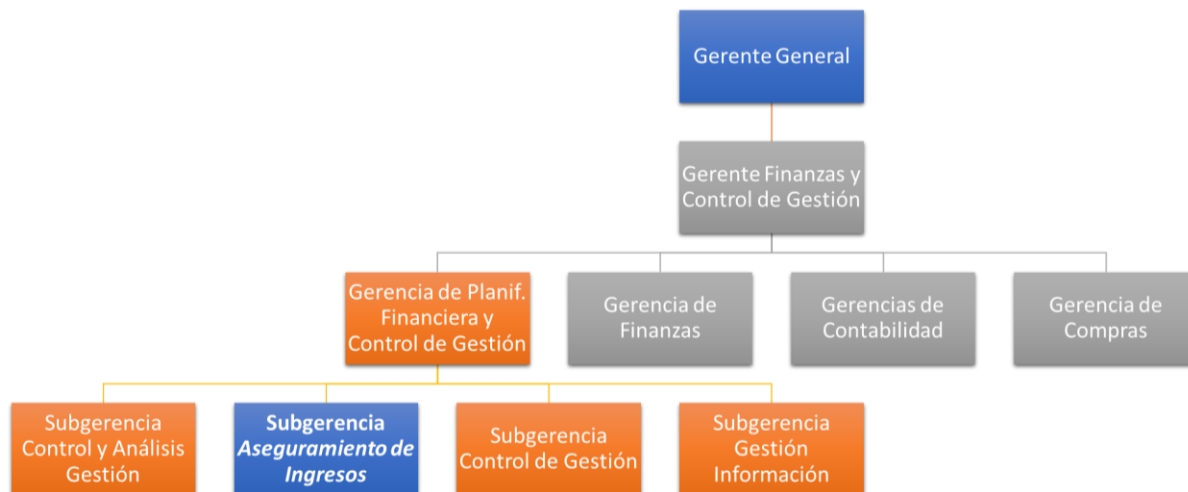 Gerente General
Gerente Finanzas y
Control de Gestión
Gerencia de Planif.
Financiera y
Control de Gestión
Gerencia de
Finanzas
Gerencias de
Contabilidad
Gerencia de
Compras
Subgerencia
Control y Análisis
Gestión
Subgerencia
Aseguramiento de
Ingresos
Subgerencia
Control de Gestión
Subgerencia
Gestión
Información